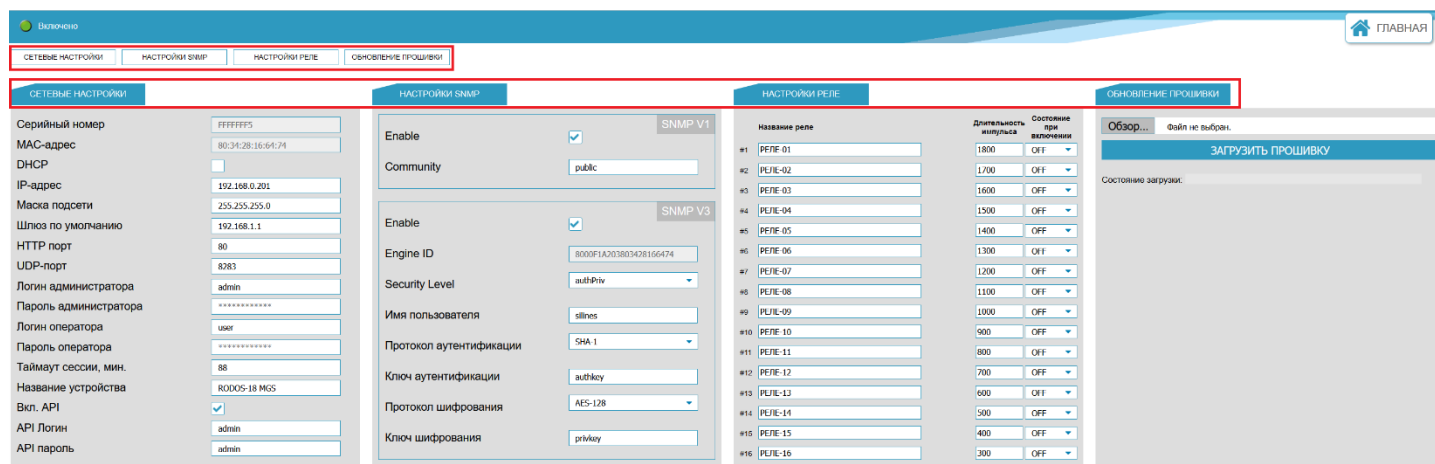 Включено
ГЛАВНАЯ
СЕТЕВЫЕ НАСТРОЙКИ НАСТРОЙКИ SNMP НАСТРОЙКИ РЕЛЕ ОБНОВЛЕНИЕ ПРОШИВКИ
СЕТЕВЫЕ НАСТРОЙКИ
Серийный номер FFFFFFF5
MAC-адрес 80:34:28:16:64:74
DHCP
IP-адрес 192.168.0.201
Маска подсети 255.255.255.0
Шлюз по умолчанию 192.168.1.1
HTTP порт 80
UDP-порт 8283
Логин администратора admin
Пароль администратора ************
Логин оператора user
Пароль оператора ************
Таймаут сессии, мин. 88
Название устройства RODOS-18 MGS
Вкл. API
API Логин admin
API пароль admin
НАСТРОЙКИ SNMP
SNMP V1
Enable
Community public
SNMP V3
Enable
Engine ID 8000F1A203803428166474
Security Level authPriv
Имя пользователя silines
Протокол аутентификации SHA-1
Ключ аутентификации authkey
Протокол шифрования AES-128
Ключ шифрования privkey
НАСТРОЙКИ РЕЛЕ
Название реле
Длительность импульса
Состояние при включении
#1 РЕЛЕ-01 1800 OFF
#2 РЕЛЕ-02 1700 OFF
#3 РЕЛЕ-03 1600 OFF
#4 РЕЛЕ-04 1500 OFF
#5 РЕЛЕ-05 1400 OFF
#6 РЕЛЕ-06 1300 OFF
#7 РЕЛЕ-07 1200 OFF
#8 РЕЛЕ-08 1100 OFF
#9 РЕЛЕ-09 1000 OFF
#10 РЕЛЕ-10 900 OFF
#11 РЕЛЕ-11 800 OFF
#12 РЕЛЕ-12 700 OFF
#13 РЕЛЕ-13 600 OFF
#14 РЕЛЕ-14 500 OFF
#15 РЕЛЕ-15 400 OFF
#16 РЕЛЕ-16 300 OFF
ОБНОВЛЕНИЕ ПРОШИВКИ
Обзор... Файл не выбран.
ЗАГРУЗИТЬ ПРОШИВКУ
Состояние загрузки: